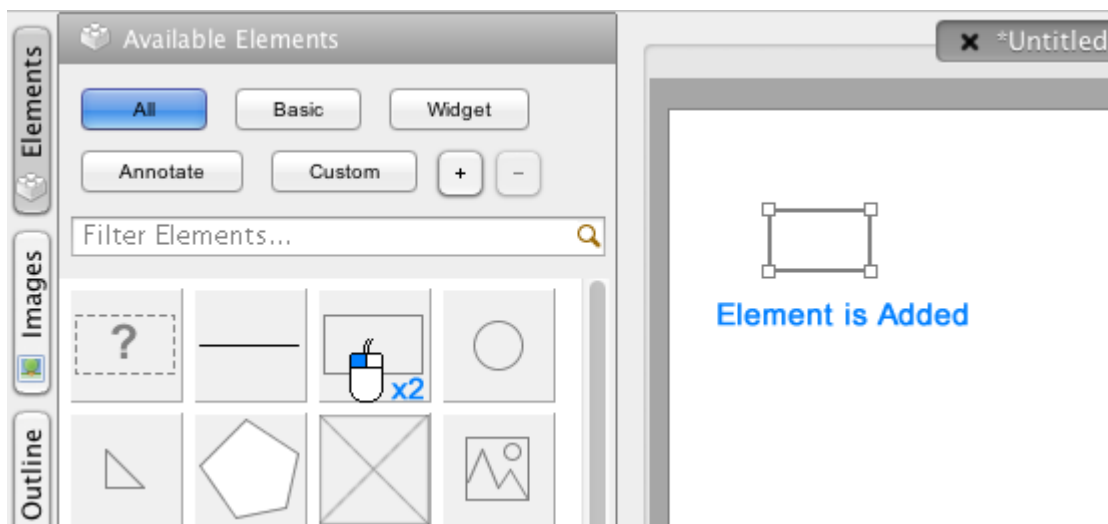 Available Elements
*Untitled
Elements
All
Basic
Widget
Annotate
Custom
+
−
Filter Elements...
Images
?
x2
Element is Added
Outline